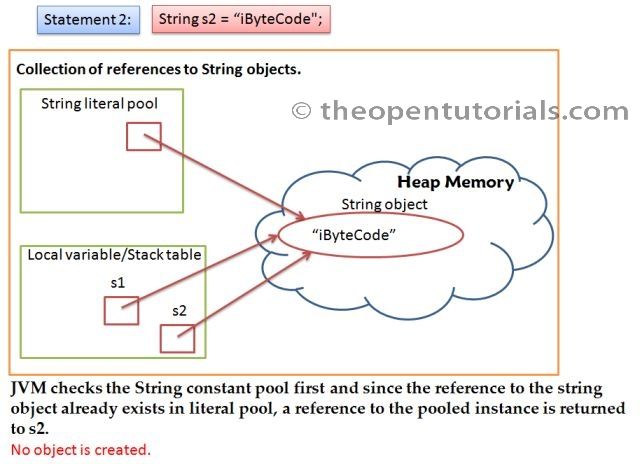 Statement 2:
String s2 = “iByteCode";
Collection of references to String objects.
String literal pool
© theopentutorials.com
Heap Memory
String object
“iByteCode”
Local variable/Stack table
s1
s2
JVM checks the String constant pool first and since the reference to the string
object already exists in literal pool, a reference to the pooled instance is returned
to s2.
No object is created.